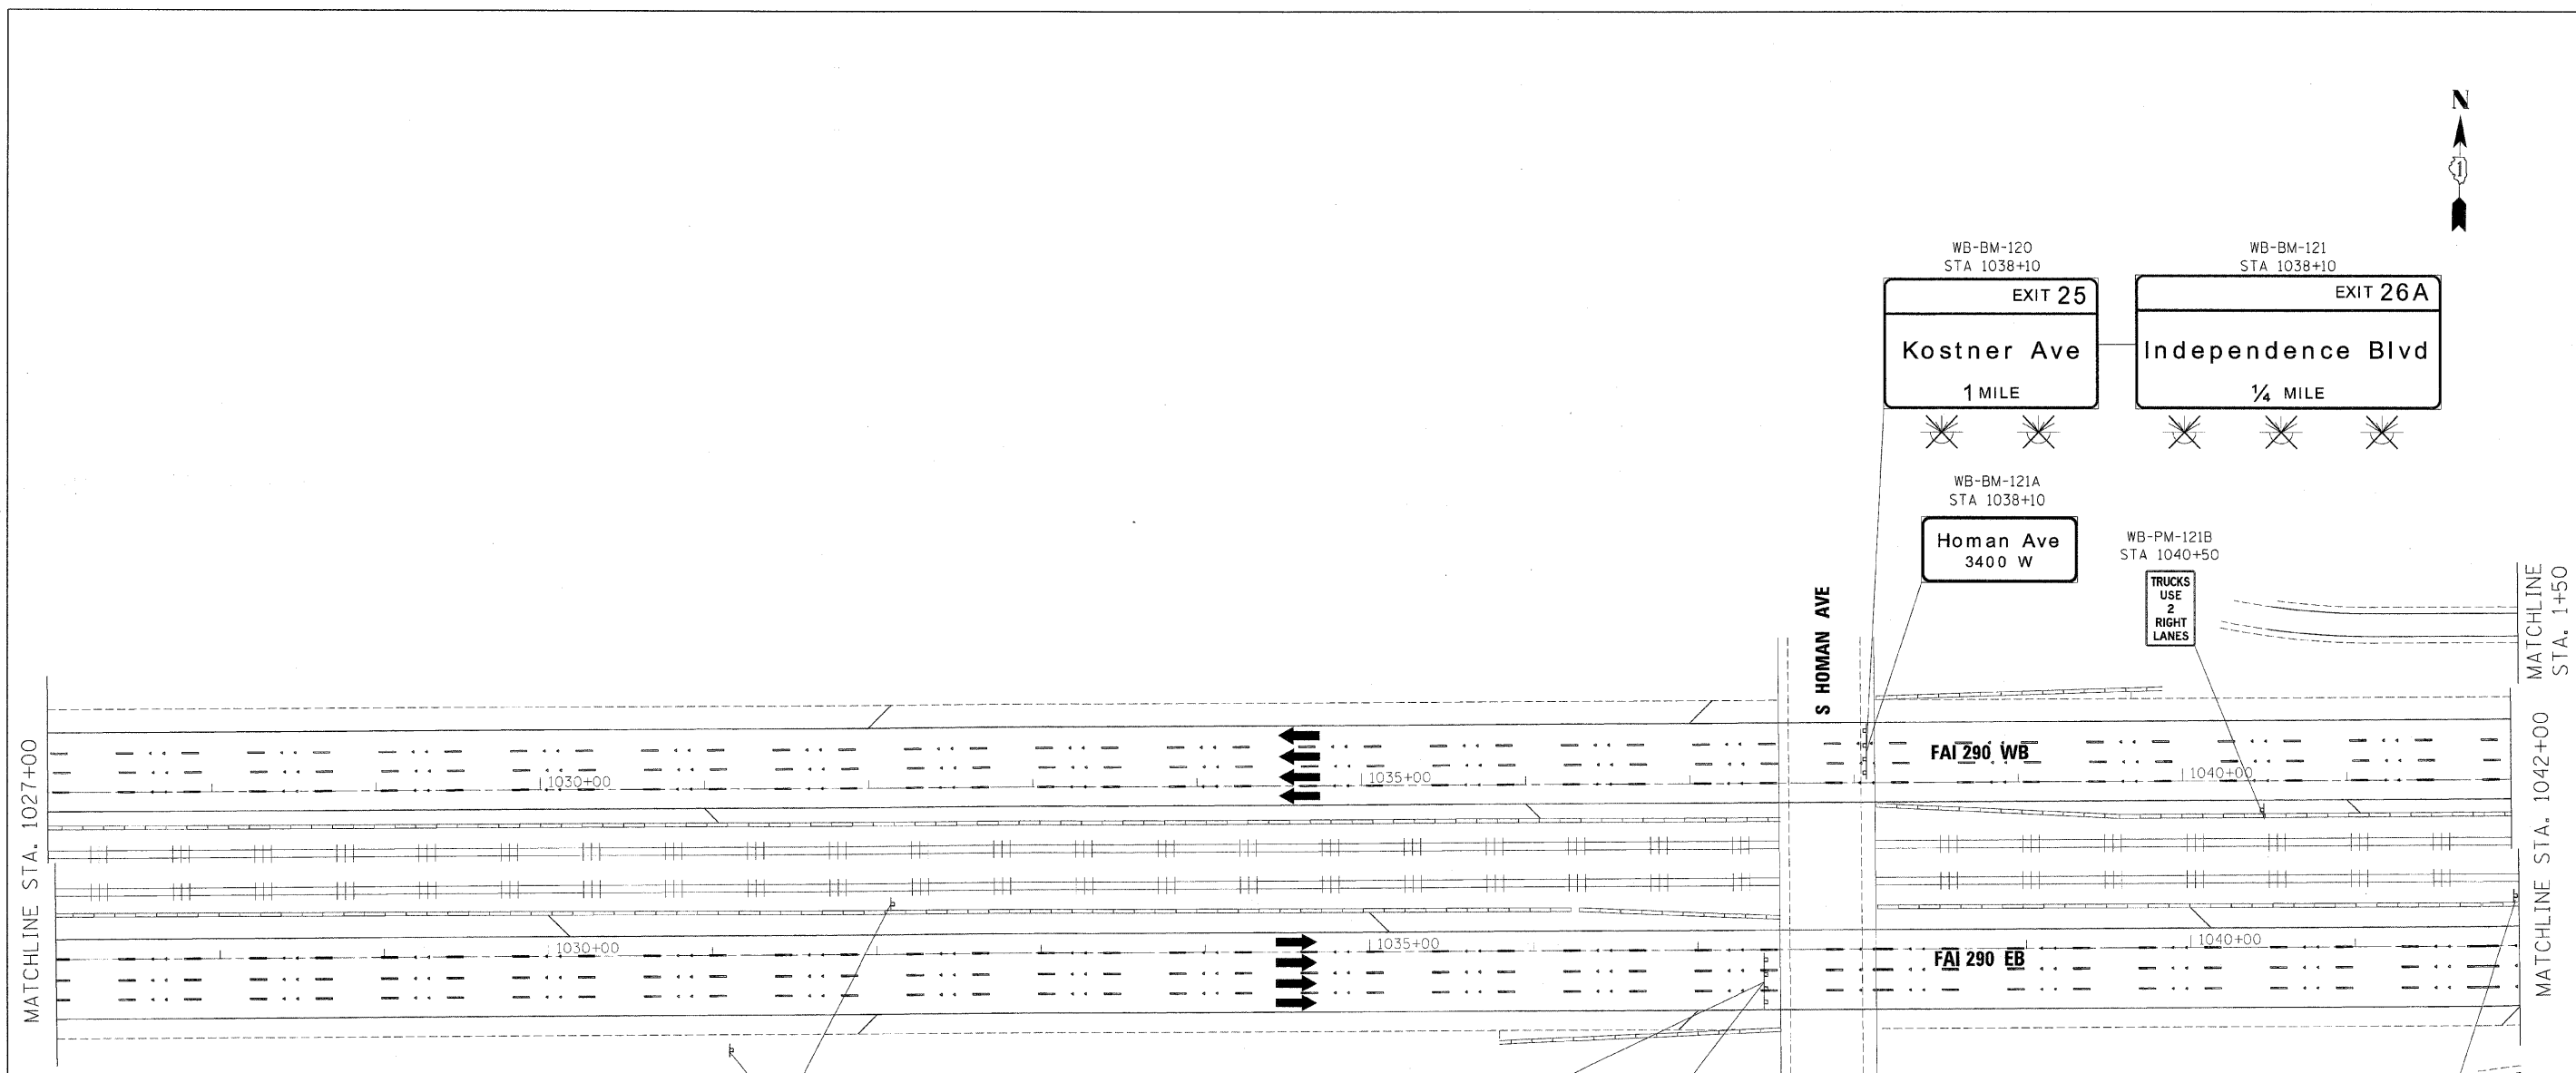 N
1
WB-BM-120
STA 1038+10
EXIT 25
Kostner Ave
1 MILE
WB-BM-121
STA 1038+10
EXIT 26A
Independence Blvd
1/4 MILE
WB-BM-121A
STA 1038+10
Homan Ave
3400 W
WB-PM-121B
STA 1040+50
TRUCKS
USE
2
RIGHT
LANES
MATCHLINE
STA. 1+50
S HOMAN AVE
MATCHLINE STA. 1027+00
MATCHLINE STA. 1042+00
FAI 290 WB
1030+00
1035+00
1040+00
1030+00
1035+00
1040+00
FAI 290 EB